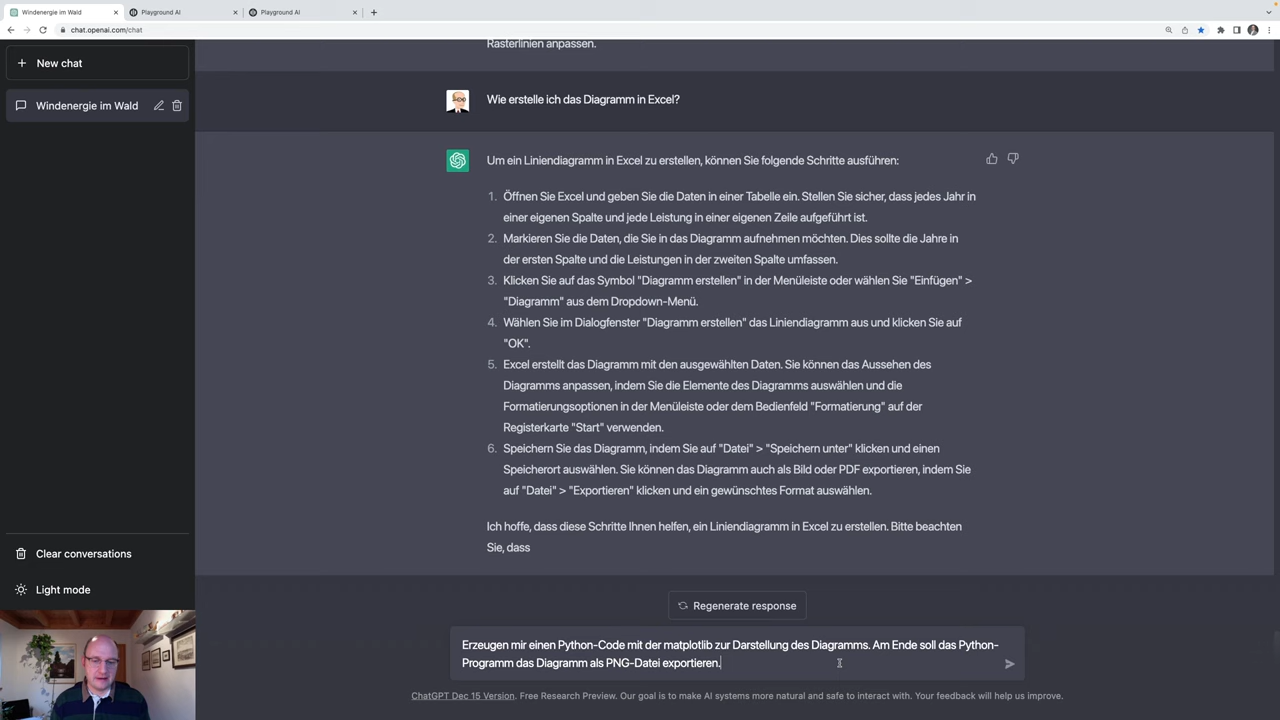 Windenergie im Wald
Playground AI
Playground AI
chat.openai.com/chat
New chat
Windenergie im Wald
Rasterlinien anpassen.
Wie erstelle ich das Diagramm in Excel?
Um ein Liniendiagramm in Excel zu erstellen, können Sie folgende Schritte ausführen:
1. Öffnen Sie Excel und geben Sie die Daten in einer Tabelle ein. Stellen Sie sicher, dass jedes Jahr in
einer eigenen Spalte und jede Leistung in einer eigenen Zeile aufgeführt ist.
2. Markieren Sie die Daten, die Sie in das Diagramm aufnehmen möchten. Dies sollte die Jahre in
der ersten Spalte und die Leistungen in der zweiten Spalte umfassen.
3. Klicken Sie auf das Symbol "Diagramm erstellen" in der Menüleiste oder wählen Sie "Einfügen" >
"Diagramm" aus dem Dropdown-Menü.
4. Wählen Sie im Dialogfenster "Diagramm erstellen" das Liniendiagramm aus und klicken Sie auf
"OK".
5. Excel erstellt das Diagramm mit den ausgewählten Daten. Sie können das Aussehen des
Diagramms anpassen, indem Sie die Elemente des Diagramms auswählen und die
Formatierungsoptionen in der Menüleiste oder dem Bedienfeld "Formatierung" auf der
Registerkarte "Start" verwenden.
6. Speichern Sie das Diagramm, indem Sie auf "Datei" > "Speichern unter" klicken und einen
Speicherort auswählen. Sie können das Diagramm auch als Bild oder PDF exportieren, indem Sie
auf "Datei" > "Exportieren" klicken und ein gewünschtes Format auswählen.
Ich hoffe, dass diese Schritte Ihnen helfen, ein Liniendiagramm in Excel zu erstellen. Bitte beachten
Sie, dass
Clear conversations
Light mode
Regenerate response
Erzeugen mir einen Python-Code mit der matplotlib zur Darstellung des Diagramms. Am Ende soll das Python-
Programm das Diagramm als PNG-Datei exportieren.
ChatGPT Dec 15 Version. Free Research Preview. Our goal is to make AI systems more natural and safe to interact with. Your feedback will help us improve.